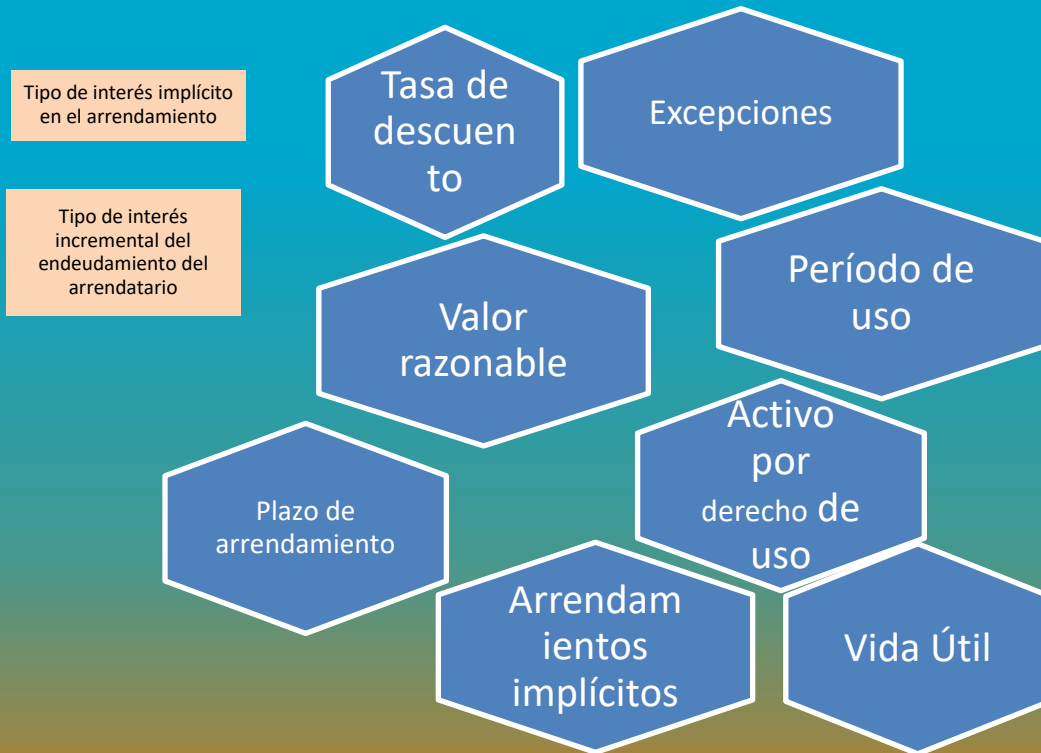 Tipo de interés implícito
en el arrendamiento
Tasa de
descuen
to
Excepciones
Tipo de interés
incremental del
endeudamiento del
arrendatario
Valor
razonable
Período de
uso
Plazo de
arrendamiento
Activo
por
derecho de
uso
Arrendam
ientos
implícitos
Vida Útil